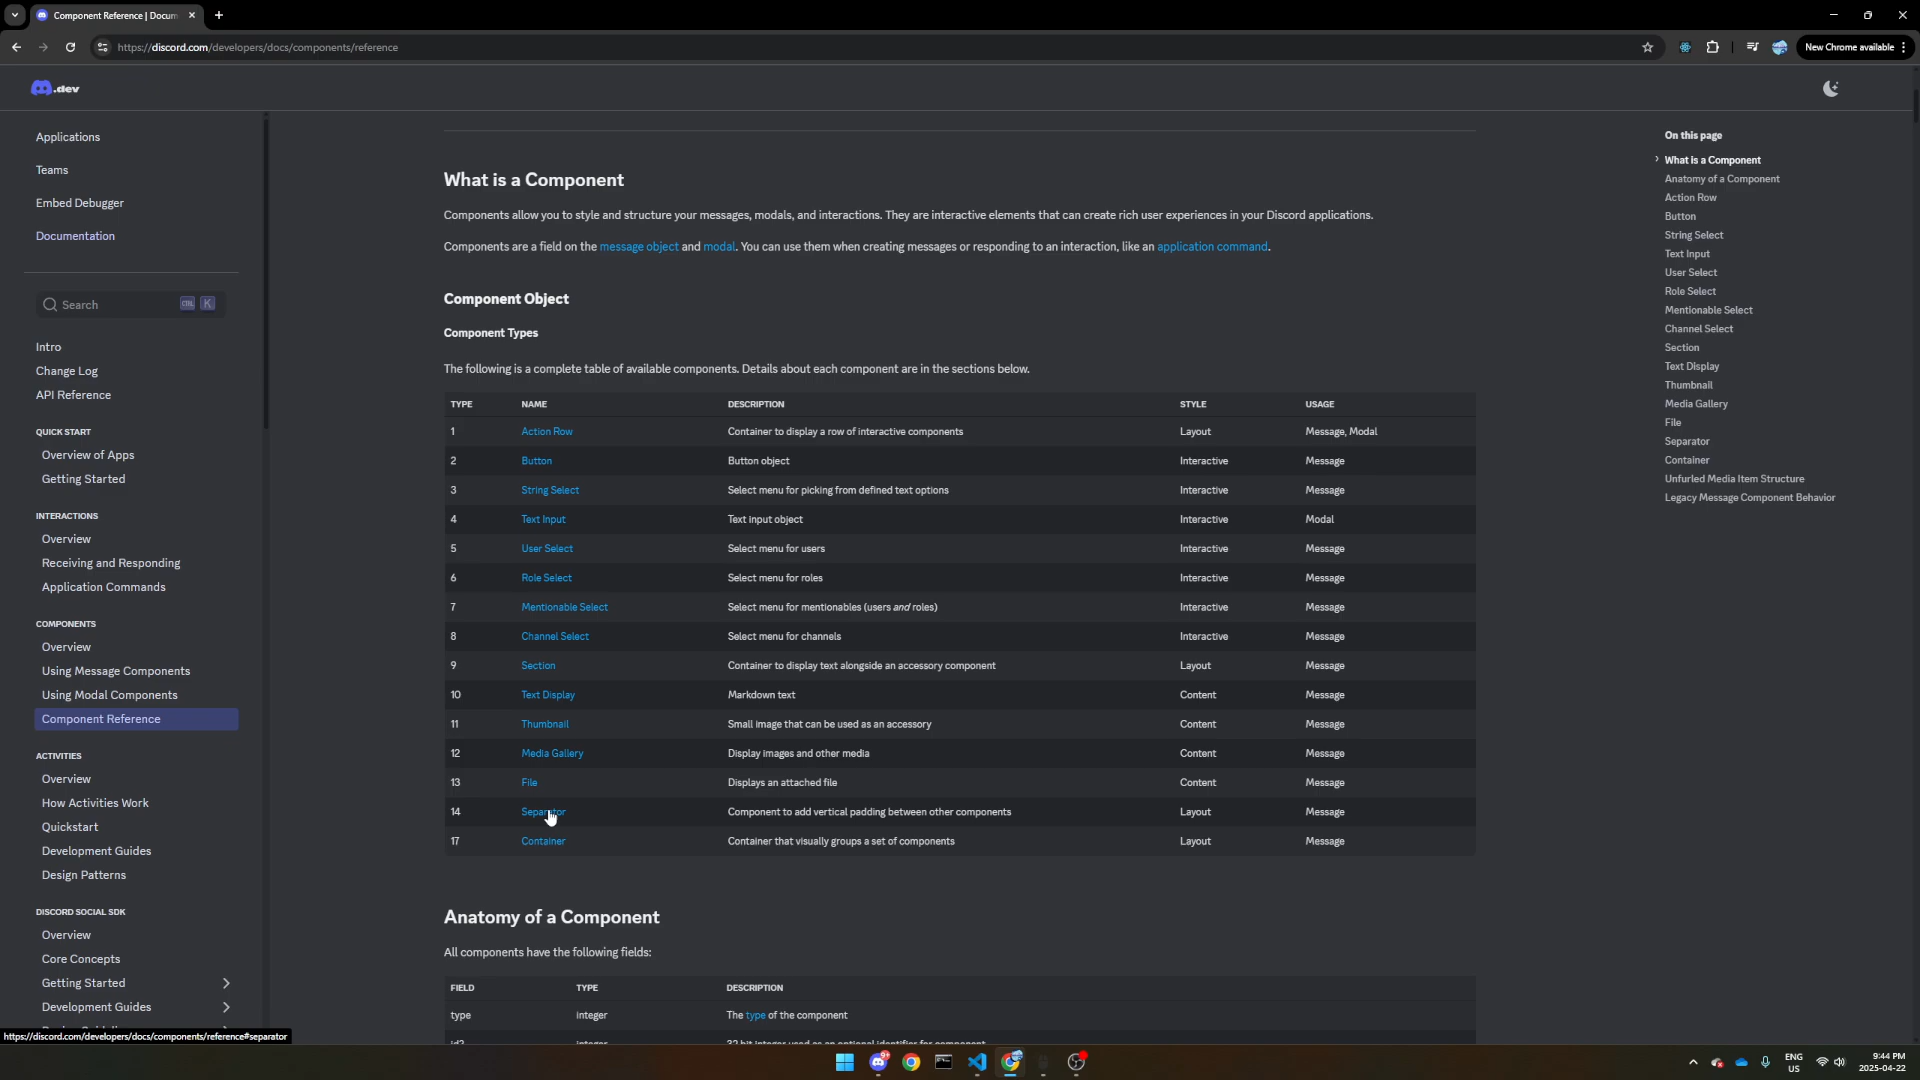 Component Reference | Docum
https://discord.com/developers/docs/components/reference
New Chrome available
.dev
Applications
Teams
Embed Debugger
Documentation
Search
CTRL K
Intro
Change Log
API Reference
QUICK START
Overview of Apps
Getting Started
INTERACTIONS
Overview
Receiving and Responding
Application Commands
COMPONENTS
Overview
Using Message Components
Using Modal Components
Component Reference
ACTIVITIES
Overview
How Activities Work
Quickstart
Development Guides
Design Patterns
DISCORD SOCIAL SDK
Overview
Core Concepts
Getting Started
Development Guides
What is a Component
Components allow you to style and structure your messages, modals, and interactions. They are interactive elements that can create rich user experiences in your Discord applications.
Components are a field on the message object and modal. You can use them when creating messages or responding to an interaction, like an application command.
Component Object
Component Types
The following is a complete table of available components. Details about each component are in the sections below.
TYPE NAME DESCRIPTION STYLE USAGE
1 Action Row Container to display a row of interactive components Layout Message, Modal
2 Button Button object Interactive Message
3 String Select Select menu for picking from defined text options Interactive Message
4 Text Input Text input object Interactive Modal
5 User Select Select menu for users Interactive Message
6 Role Select Select menu for roles Interactive Message
7 Mentionable Select Select menu for mentionables (users and roles) Interactive Message
8 Channel Select Select menu for channels Interactive Message
9 Section Container to display text alongside an accessory component Layout Message
10 Text Display Markdown text Content Message
11 Thumbnail Small image that can be used as an accessory Content Message
12 Media Gallery Display images and other media Content Message
13 File Displays an attached file Content Message
14 Separator Component to add vertical padding between other components Layout Message
17 Container Container that visually groups a set of components Layout Message
Anatomy of a Component
All components have the following fields:
FIELD TYPE DESCRIPTION
type integer The type of the component
id? integer 32 bit integer used as an optional identifier for component
On this page
What is a Component
Anatomy of a Component
Action Row
Button
String Select
Text Input
User Select
Role Select
Mentionable Select
Channel Select
Section
Text Display
Thumbnail
Media Gallery
File
Separator
Container
Unfurled Media Item Structure
Legacy Message Component Behavior
https://discord.com/developers/docs/components/reference#separator
ENG
US
9:44 PM
2025-04-22